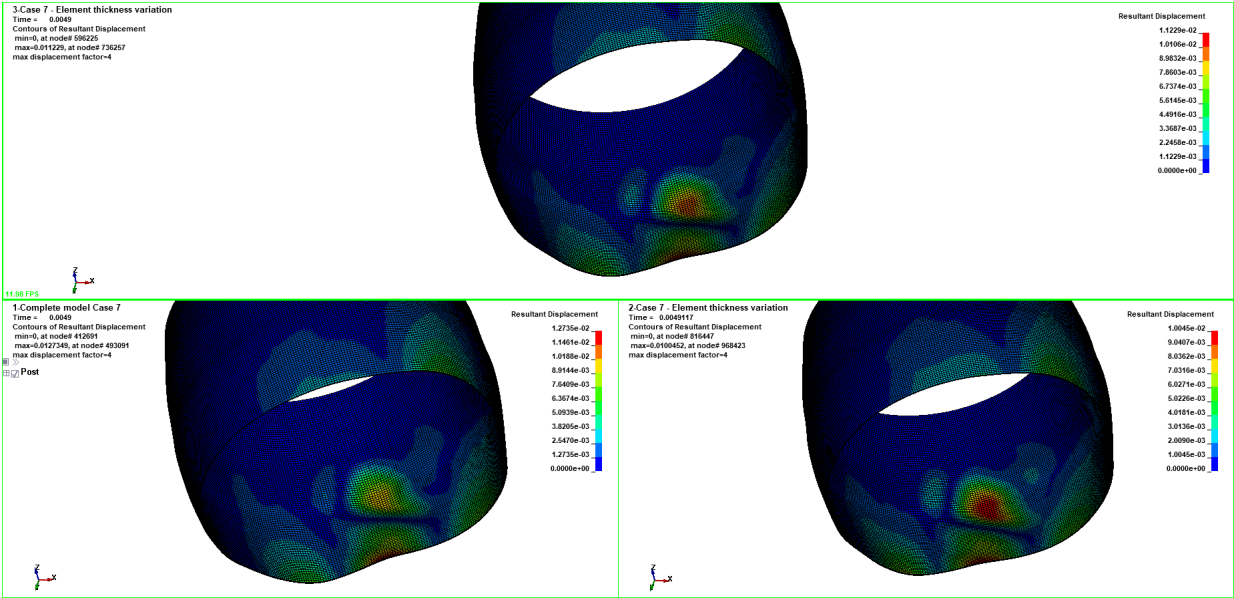 3-Case 7 - Element thickness variation
Time = 0.0049
Contours of Resultant Displacement
min=0, at node# 596225
max=0.011229, at node# 736257
max displacement factor=4
Resultant Displacement
1.1229e-02
1.0106e-02
8.9832e-03
7.8603e-03
6.7374e-03
5.6145e-03
4.4916e-03
3.3687e-03
2.2458e-03
1.1229e-03
0.0000e+00
Z
X
Y
11.98 FPS
1-Complete model Case 7
Time = 0.0049
Contours of Resultant Displacement
min=0, at node# 412691
max=0.0127349, at node# 493091
max displacement factor=4
Post
Resultant Displacement
1.2735e-02
1.1461e-02
1.0188e-02
8.9144e-03
7.6409e-03
6.3674e-03
5.0939e-03
3.8205e-03
2.5470e-03
1.2735e-03
0.0000e+00
Z
X
Y
2-Case 7 - Element thickness variation
Time = 0.0049117
Contours of Resultant Displacement
min=0, at node# 816447
max=0.0100452, at node# 968423
max displacement factor=4
Resultant Displacement
1.0045e-02
9.0407e-03
8.0362e-03
7.0316e-03
6.0271e-03
5.0226e-03
4.0181e-03
3.0136e-03
2.0090e-03
1.0045e-03
0.0000e+00
Z
X
Y